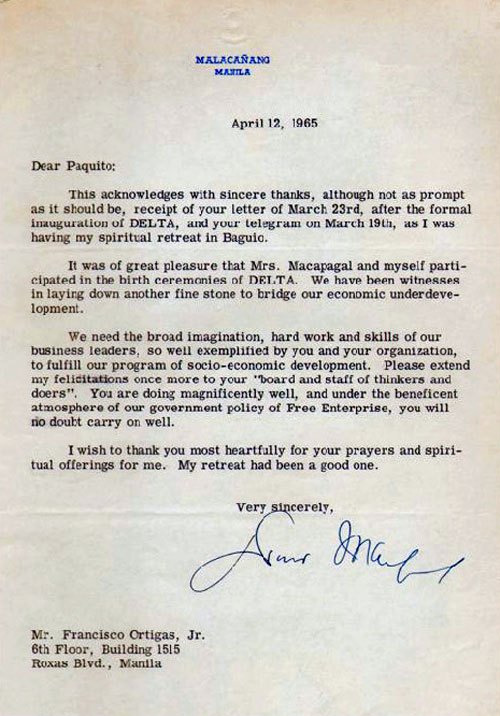 MALACAÑANG
MANILA
April 12, 1965
Dear Paquito:
This acknowledges with sincere thanks, although not as prompt
as it should be, receipt of your letter of March 23rd, after the formal
inauguration of DELTA, and your telegram on March 19th, as I was
having my spiritual retreat in Baguio.
It was of great pleasure that Mrs. Macapagal and myself parti-
cipated in the birth ceremonies of DELTA. We have been witnesses
in laying down another fine stone to bridge our economic underdeve-
lopment.
We need the broad imagination, hard work and skills of our
business leaders, so well exemplified by you and your organization,
to fulfill our program of socio-economic development. Please extend
my felicitations once more to your "board and staff of thinkers and
doers". You are doing magnificently well, and under the beneficent
atmosphere of our government policy of Free Enterprise, you will
no doubt carry on well.
I wish to thank you most heartfully for your prayers and spiri-
tual offerings for me. My retreat had been a good one.
Very sincerely,
Mr. Francisco Ortigas, Jr.
6th Floor, Building 1515
Roxas Blvd., Manila